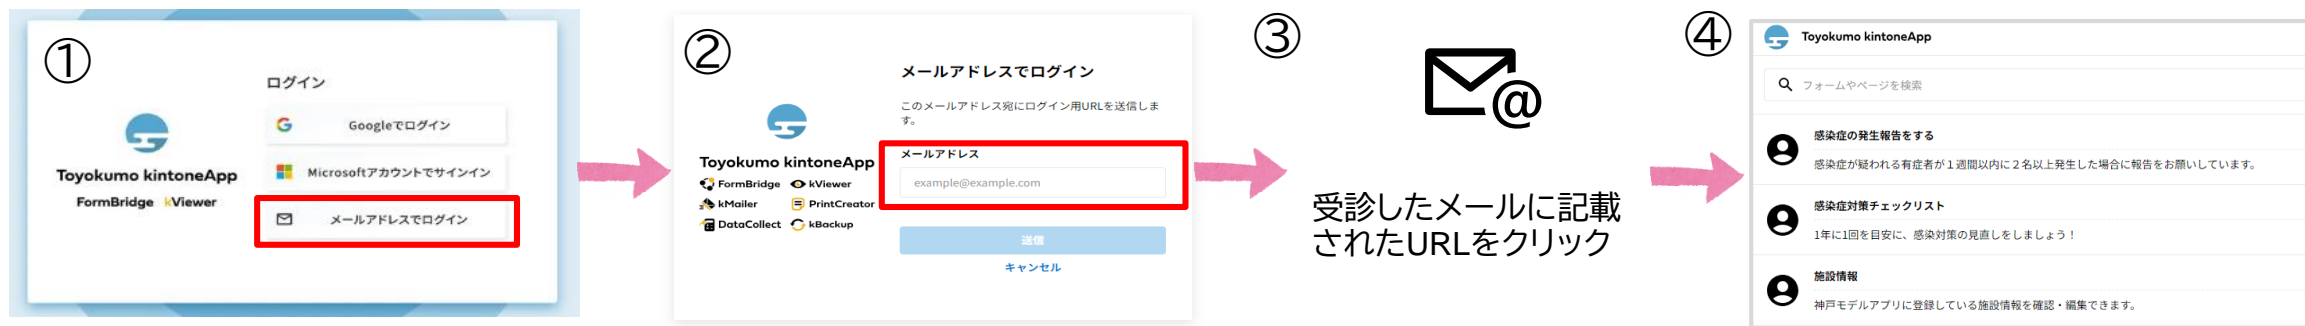 ①
ログイン
Googleでログイン
Microsoftアカウントでサインイン
メールアドレスでログイン
Toyokumo kintoneApp
FormBridge kViewer
②
メールアドレスでログイン
このメールアドレス宛にログイン用URLを送信しま
す。
メールアドレス
example@example.com
送信
キャンセル
Toyokumo kintoneApp
FormBridge kViewer
kMailer PrintCreator
DataCollect kBackup
③
@
受診したメールに記載
されたURLをクリック
④
Toyokumo kintoneApp
フォームやページを検索
感染症の発生報告をする
感染症が疑われる有症者が１週間以内に２名以上発生した場合に報告をお願いしています。
感染症対策チェックリスト
1年に1回を目安に、感染対策の見直しをしましょう！
施設情報
神戸モデルアプリに登録している施設情報を確認・編集できます。